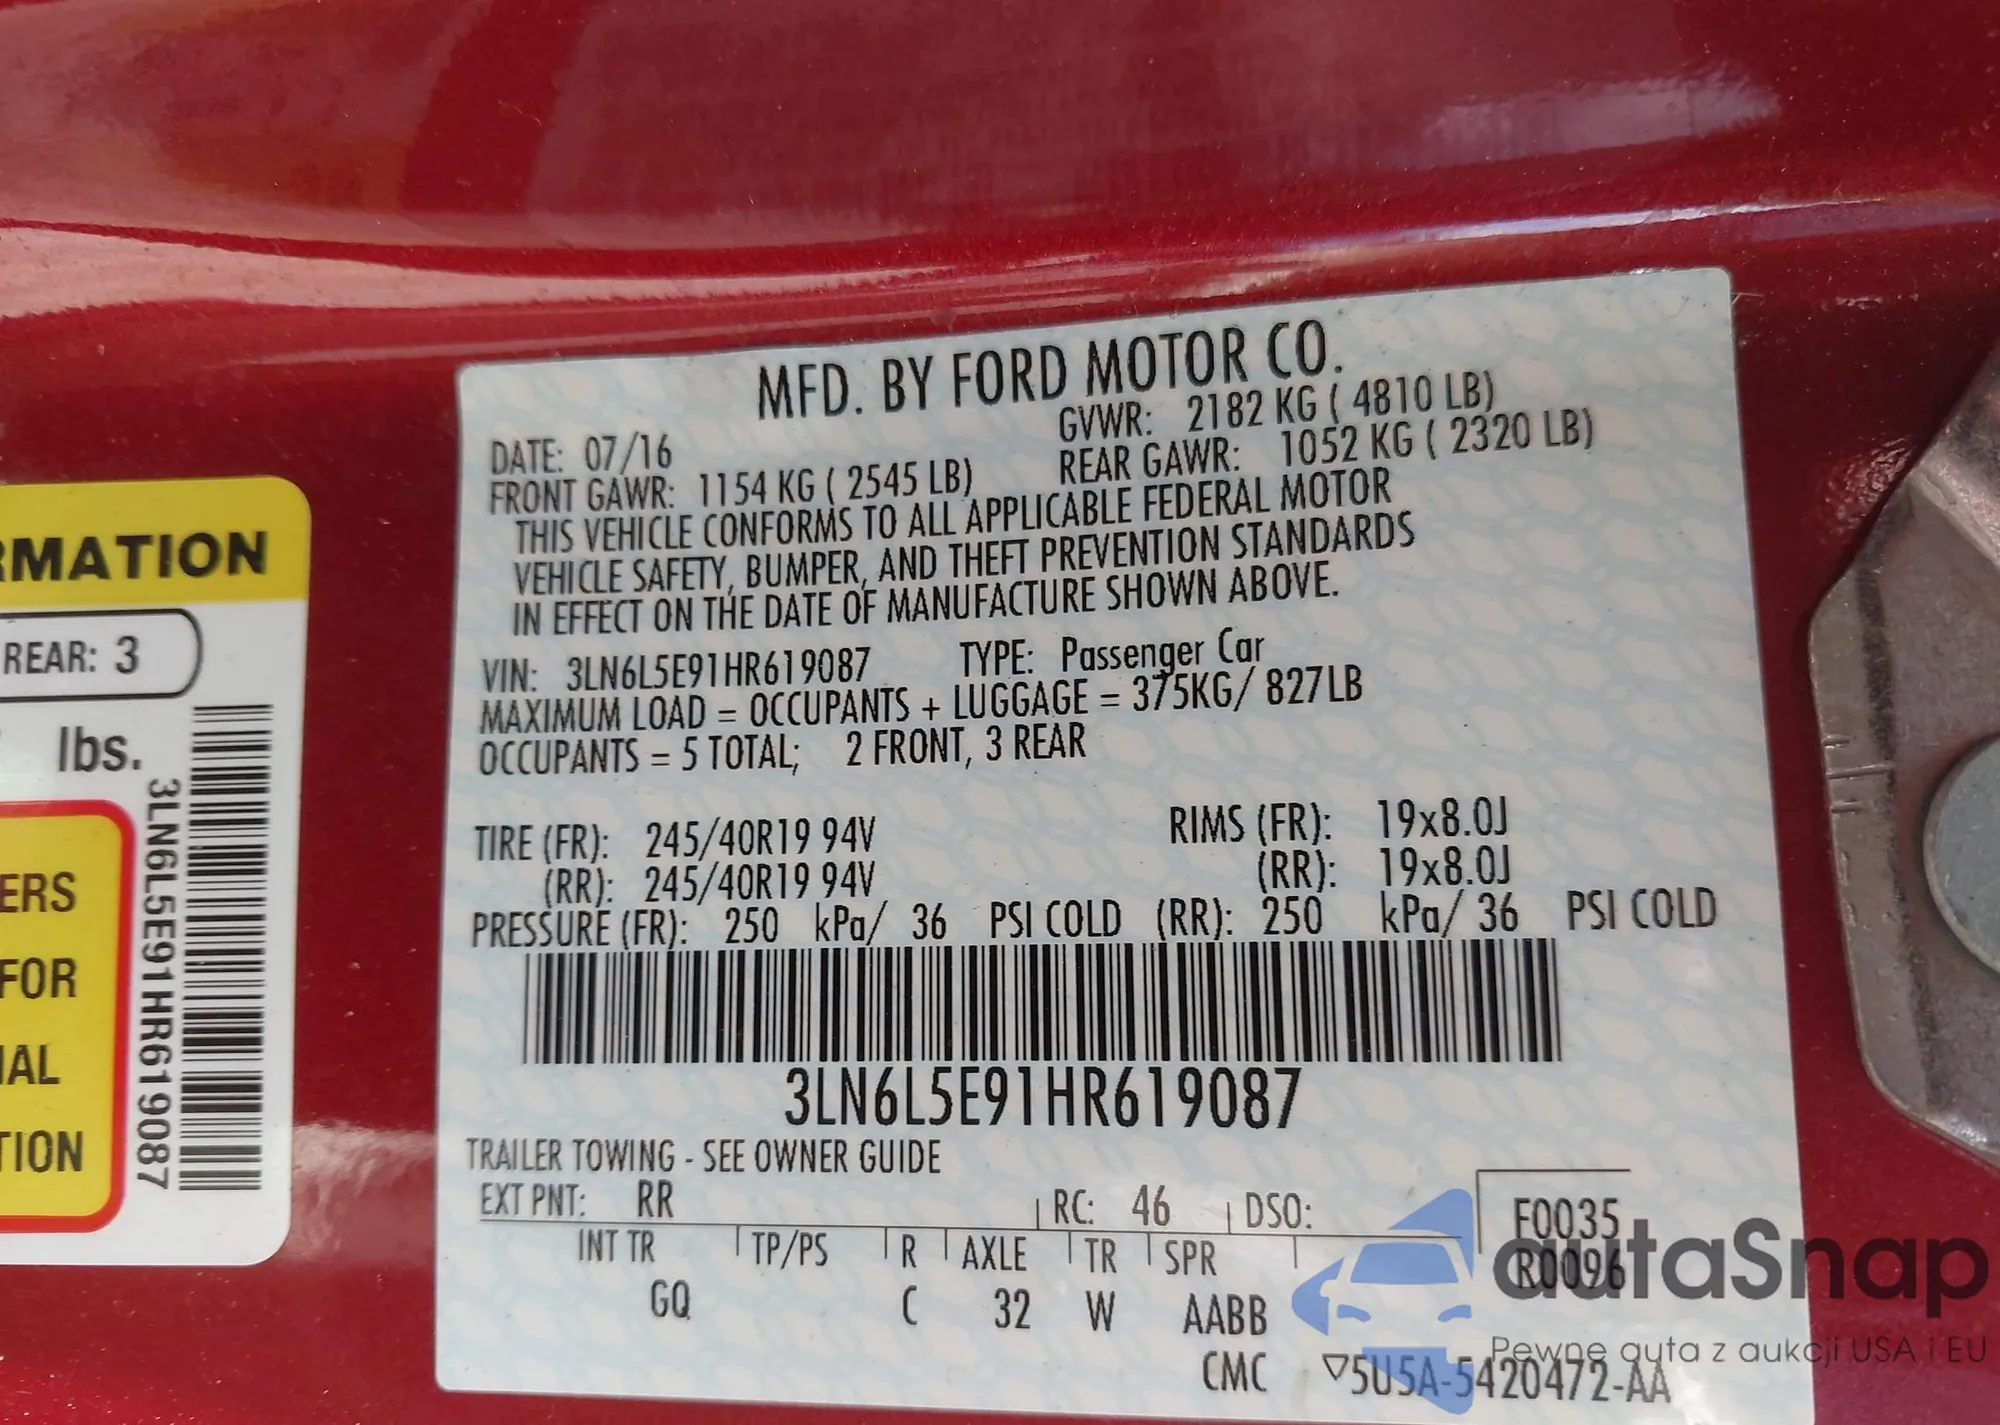 MFD. BY FORD MOTOR CO.
DATE: 07/16 GVWR: 2182 KG ( 4810 LB)
FRONT GAWR: 1154 KG ( 2545 LB) REAR GAWR: 1052 KG ( 2320 LB)
THIS VEHICLE CONFORMS TO ALL APPLICABLE FEDERAL MOTOR
VEHICLE SAFETY, BUMPER, AND THEFT PREVENTION STANDARDS
IN EFFECT ON THE DATE OF MANUFACTURE SHOWN ABOVE.
VIN: 3LN6L5E91HR619087 TYPE: Passenger Car
MAXIMUM LOAD = OCCUPANTS + LUGGAGE = 375KG/ 827LB
OCCUPANTS = 5 TOTAL; 2 FRONT, 3 REAR
TIRE (FR): 245/40R19 94V RIMS (FR): 19x8.0J
(RR): 245/40R19 94V (RR): 19x8.0J
PRESSURE (FR): 250 kPa/ 36 PSI COLD (RR): 250 kPa/ 36 PSI COLD
3LN6L5E91HR619087
TRAILER TOWING - SEE OWNER GUIDE
EXT PNT: RR RC: 46 DSO: F0035
INT TR TP/PS R AXLE TR SPR R0096
GQ C 32 W AABB
CMC ▽5U5A-5420472-AA
RMATION
REAR: 3
lbs.
3LN6L5E91HR619087
ERS
FOR
IAL
TION
autaSnap
Pewne auta z aukcji USA i EU